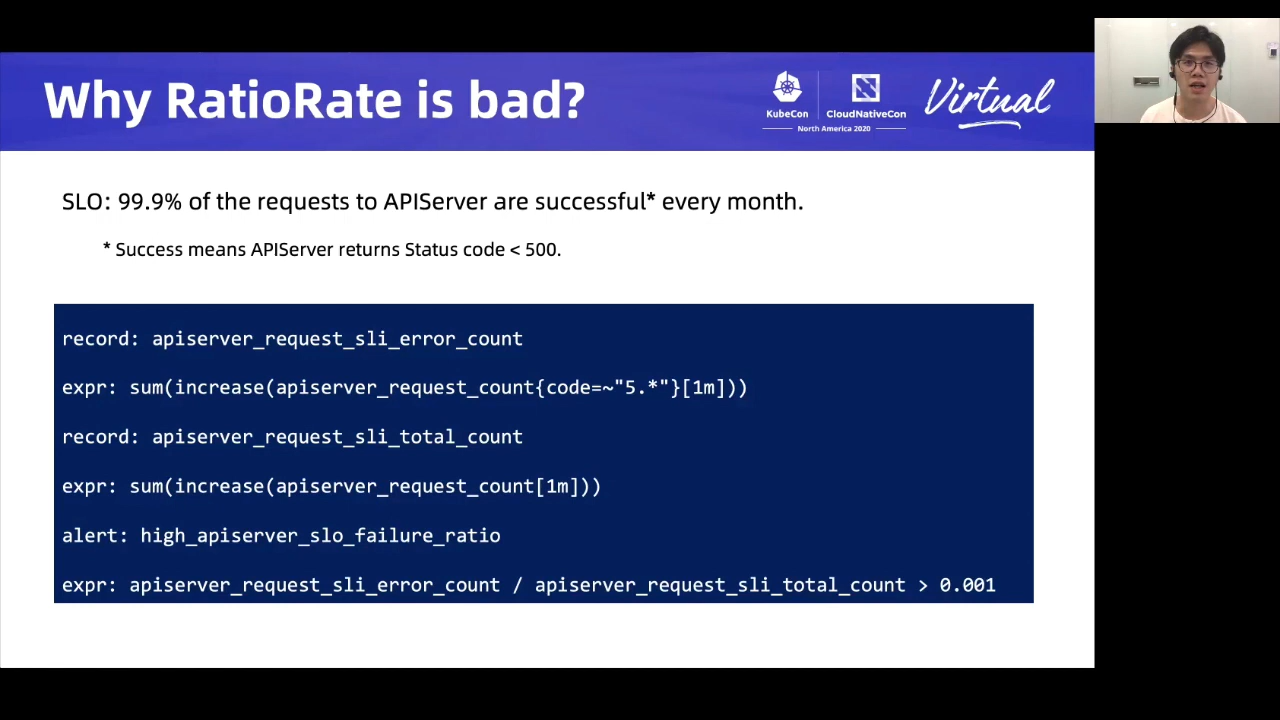 Why RatioRate is bad?
KubeCon
CloudNativeCon
North America 2020
Virtual
SLO: 99.9% of the requests to APIServer are successful* every month.
* Success means APIServer returns Status code < 500.
record: apiserver_request_sli_error_count
expr: sum(increase(apiserver_request_count{code=~"5.*"}[1m]))
record: apiserver_request_sli_total_count
expr: sum(increase(apiserver_request_count[1m]))
alert: high_apiserver_slo_failure_ratio
expr: apiserver_request_sli_error_count / apiserver_request_sli_total_count > 0.001